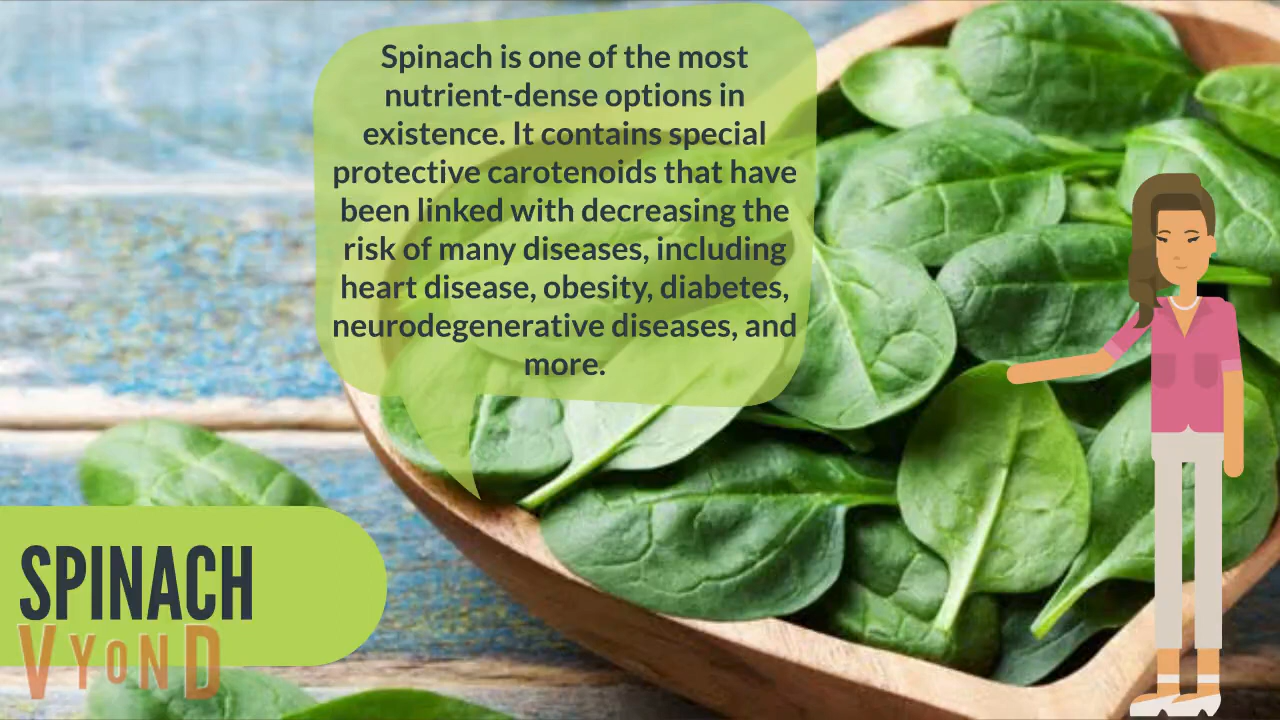 Spinach is one of the most
nutrient-dense options in
existence. It contains special
protective carotenoids that have
been linked with decreasing the
risk of many diseases, including
heart disease, obesity, diabetes,
neurodegenerative diseases, and
more.
SPINACH
VYOND